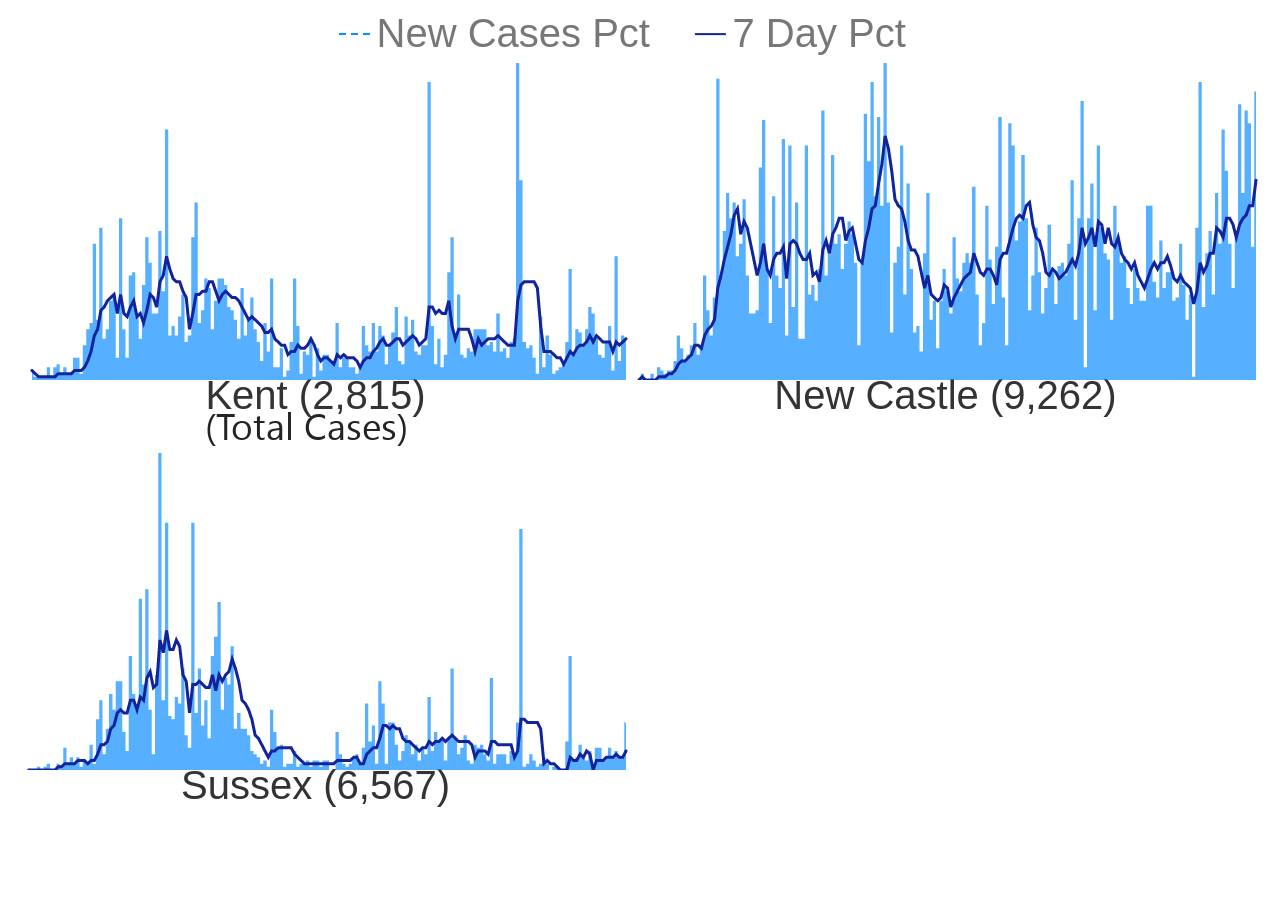 New Cases Pct 7 Day Pct
Kent (2,815)
(Total Cases)
New Castle (9,262)
Sussex (6,567)